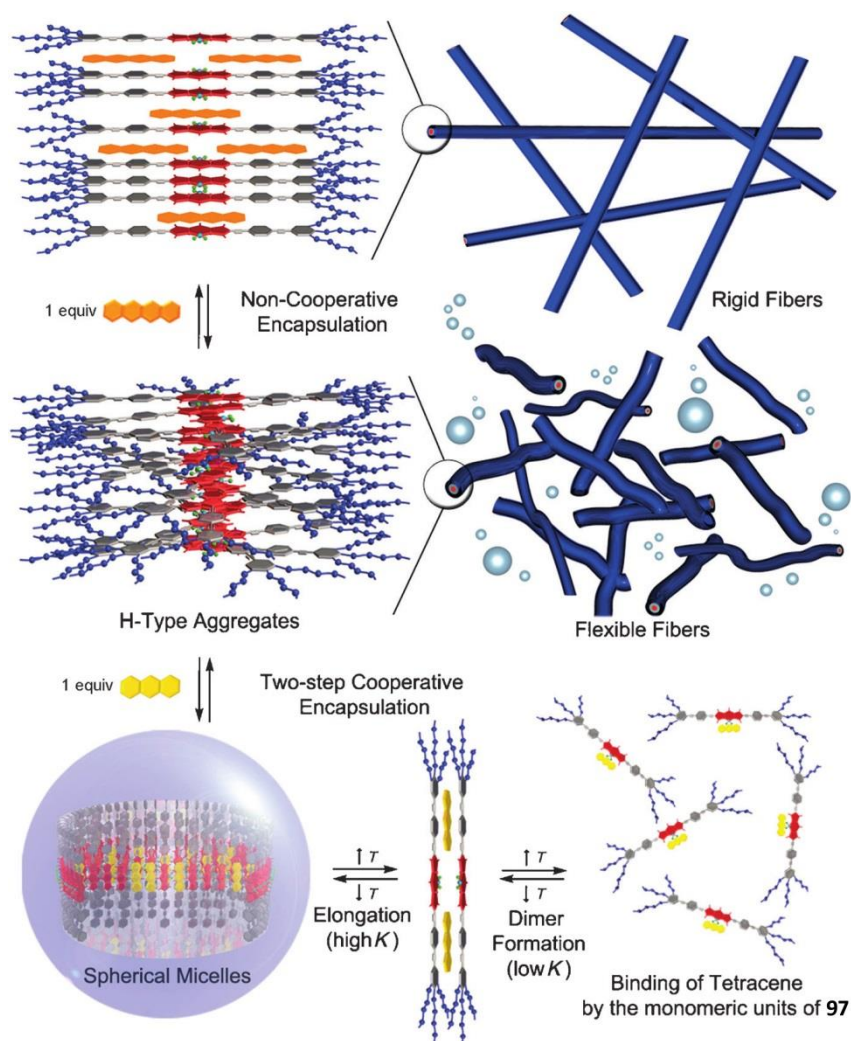 1 equiv
Non-Cooperative
Encapsulation
Rigid Fibers
H-Type Aggregates
Flexible Fibers
1 equiv
Two-step Cooperative
Encapsulation
↑ T
↓ T
Elongation
(high K)
↑ T
↓ T
Dimer
Formation
(low K)
Spherical Micelles
Binding of Tetracene
by the monomeric units of 97